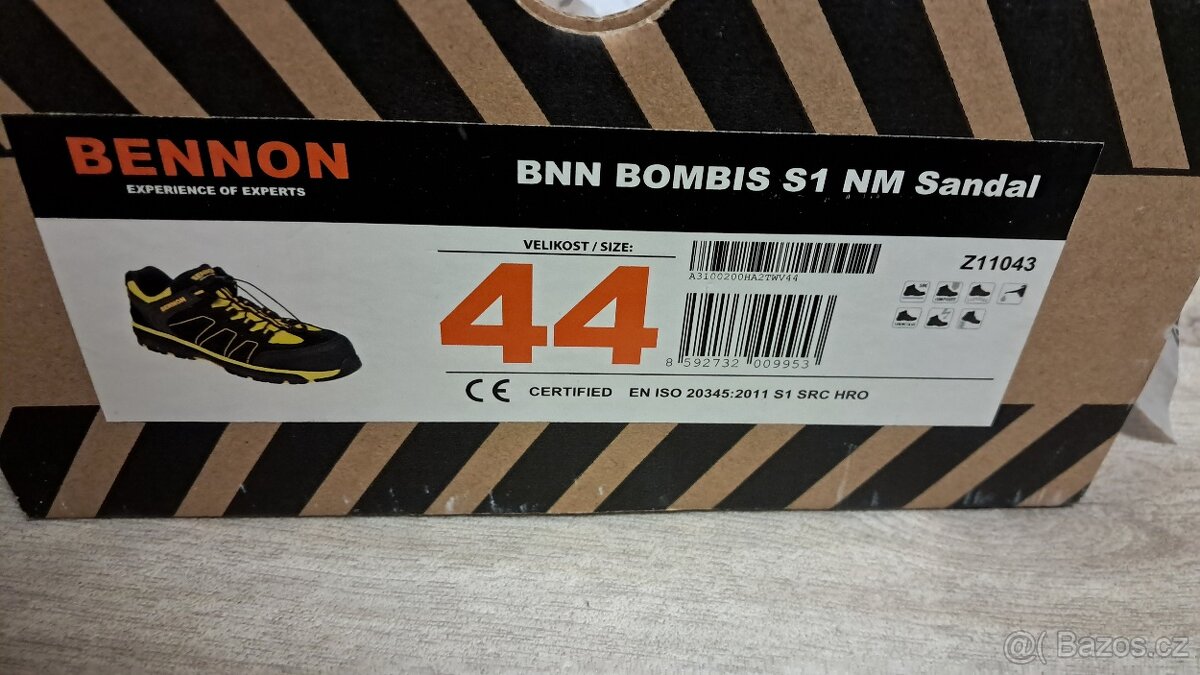 BENNON
EXPERIENCE OF EXPERTS
BNN BOMBIS S1 NM Sandal
VELIKOST / SIZE:
44
A3100200HA2TWV44
Z11043
8 592732 009953
CE CERTIFIED EN ISO 20345:2011 S1 SRC HRO
@( Bazos.cz